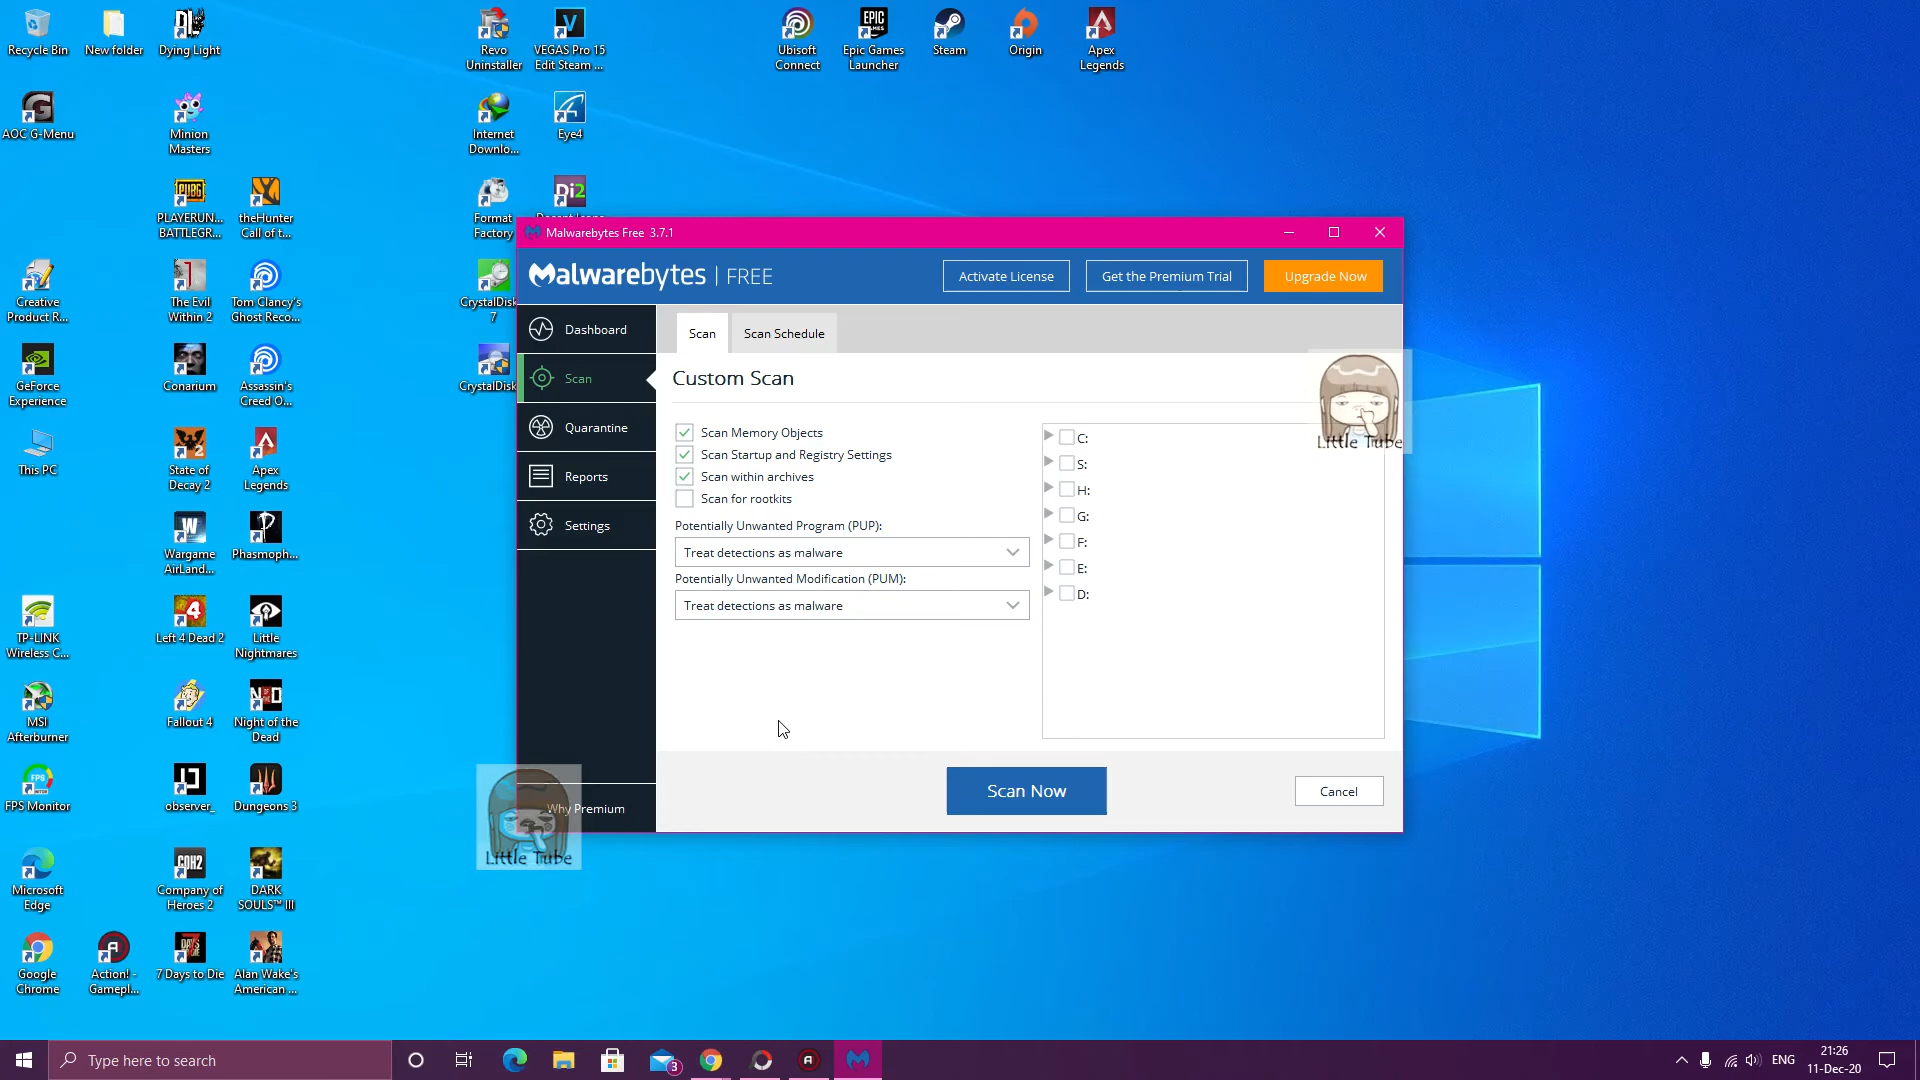 Recycle Bin
New folder
Dying Light
Revo
Uninstaller
VEGAS Pro 15
Edit Steam ...
Ubisoft
Connect
Epic Games
Launcher
Steam
Origin
Apex
Legends
AOC G-Menu
Minion
Masters
Internet
Downlo...
Eye4
PLAYERUN...
BATTLEGR...
theHunter
Call of t...
Format
Factory
Creative
Product R...
The Evil
Within 2
Tom Clancy's
Ghost Reco...
CrystalDisk
7
GeForce
Experience
Conarium
Assassin's
Creed O...
CrystalDisk
This PC
State of
Decay 2
Apex
Legends
Wargame
AirLand...
Phasmoph...
TP-LINK
Wireless C...
Left 4 Dead 2
Little
Nightmares
MSI
Afterburner
Fallout 4
Night of the
Dead
FPS Monitor
observer_
Dungeons 3
Microsoft
Edge
Company of
Heroes 2
DARK
SOULS™ III
Google
Chrome
Action! -
Gamepl...
7 Days to Die
Alan Wake's
American ...
Malwarebytes Free 3.7.1
Malwarebytes | FREE
Activate License
Get the Premium Trial
Upgrade Now
Dashboard
Scan
Quarantine
Reports
Settings
Why Premium
Scan
Scan Schedule
Custom Scan
Scan Memory Objects
Scan Startup and Registry Settings
Scan within archives
Scan for rootkits
Potentially Unwanted Program (PUP):
Treat detections as malware
Potentially Unwanted Modification (PUM):
Treat detections as malware
C:
S:
H:
G:
F:
E:
D:
Scan Now
Cancel
Little Tube
Little Tube
Type here to search
3
ENG
21:26
11-Dec-20